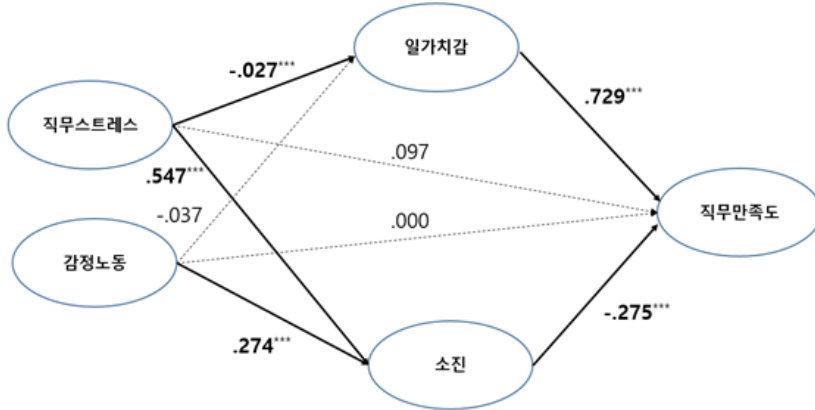 일가치감
-.027***
.729***
직무스트레스
.097
.547***
직무만족도
-.037
.000
감정노동
-.275***
.274***
소진